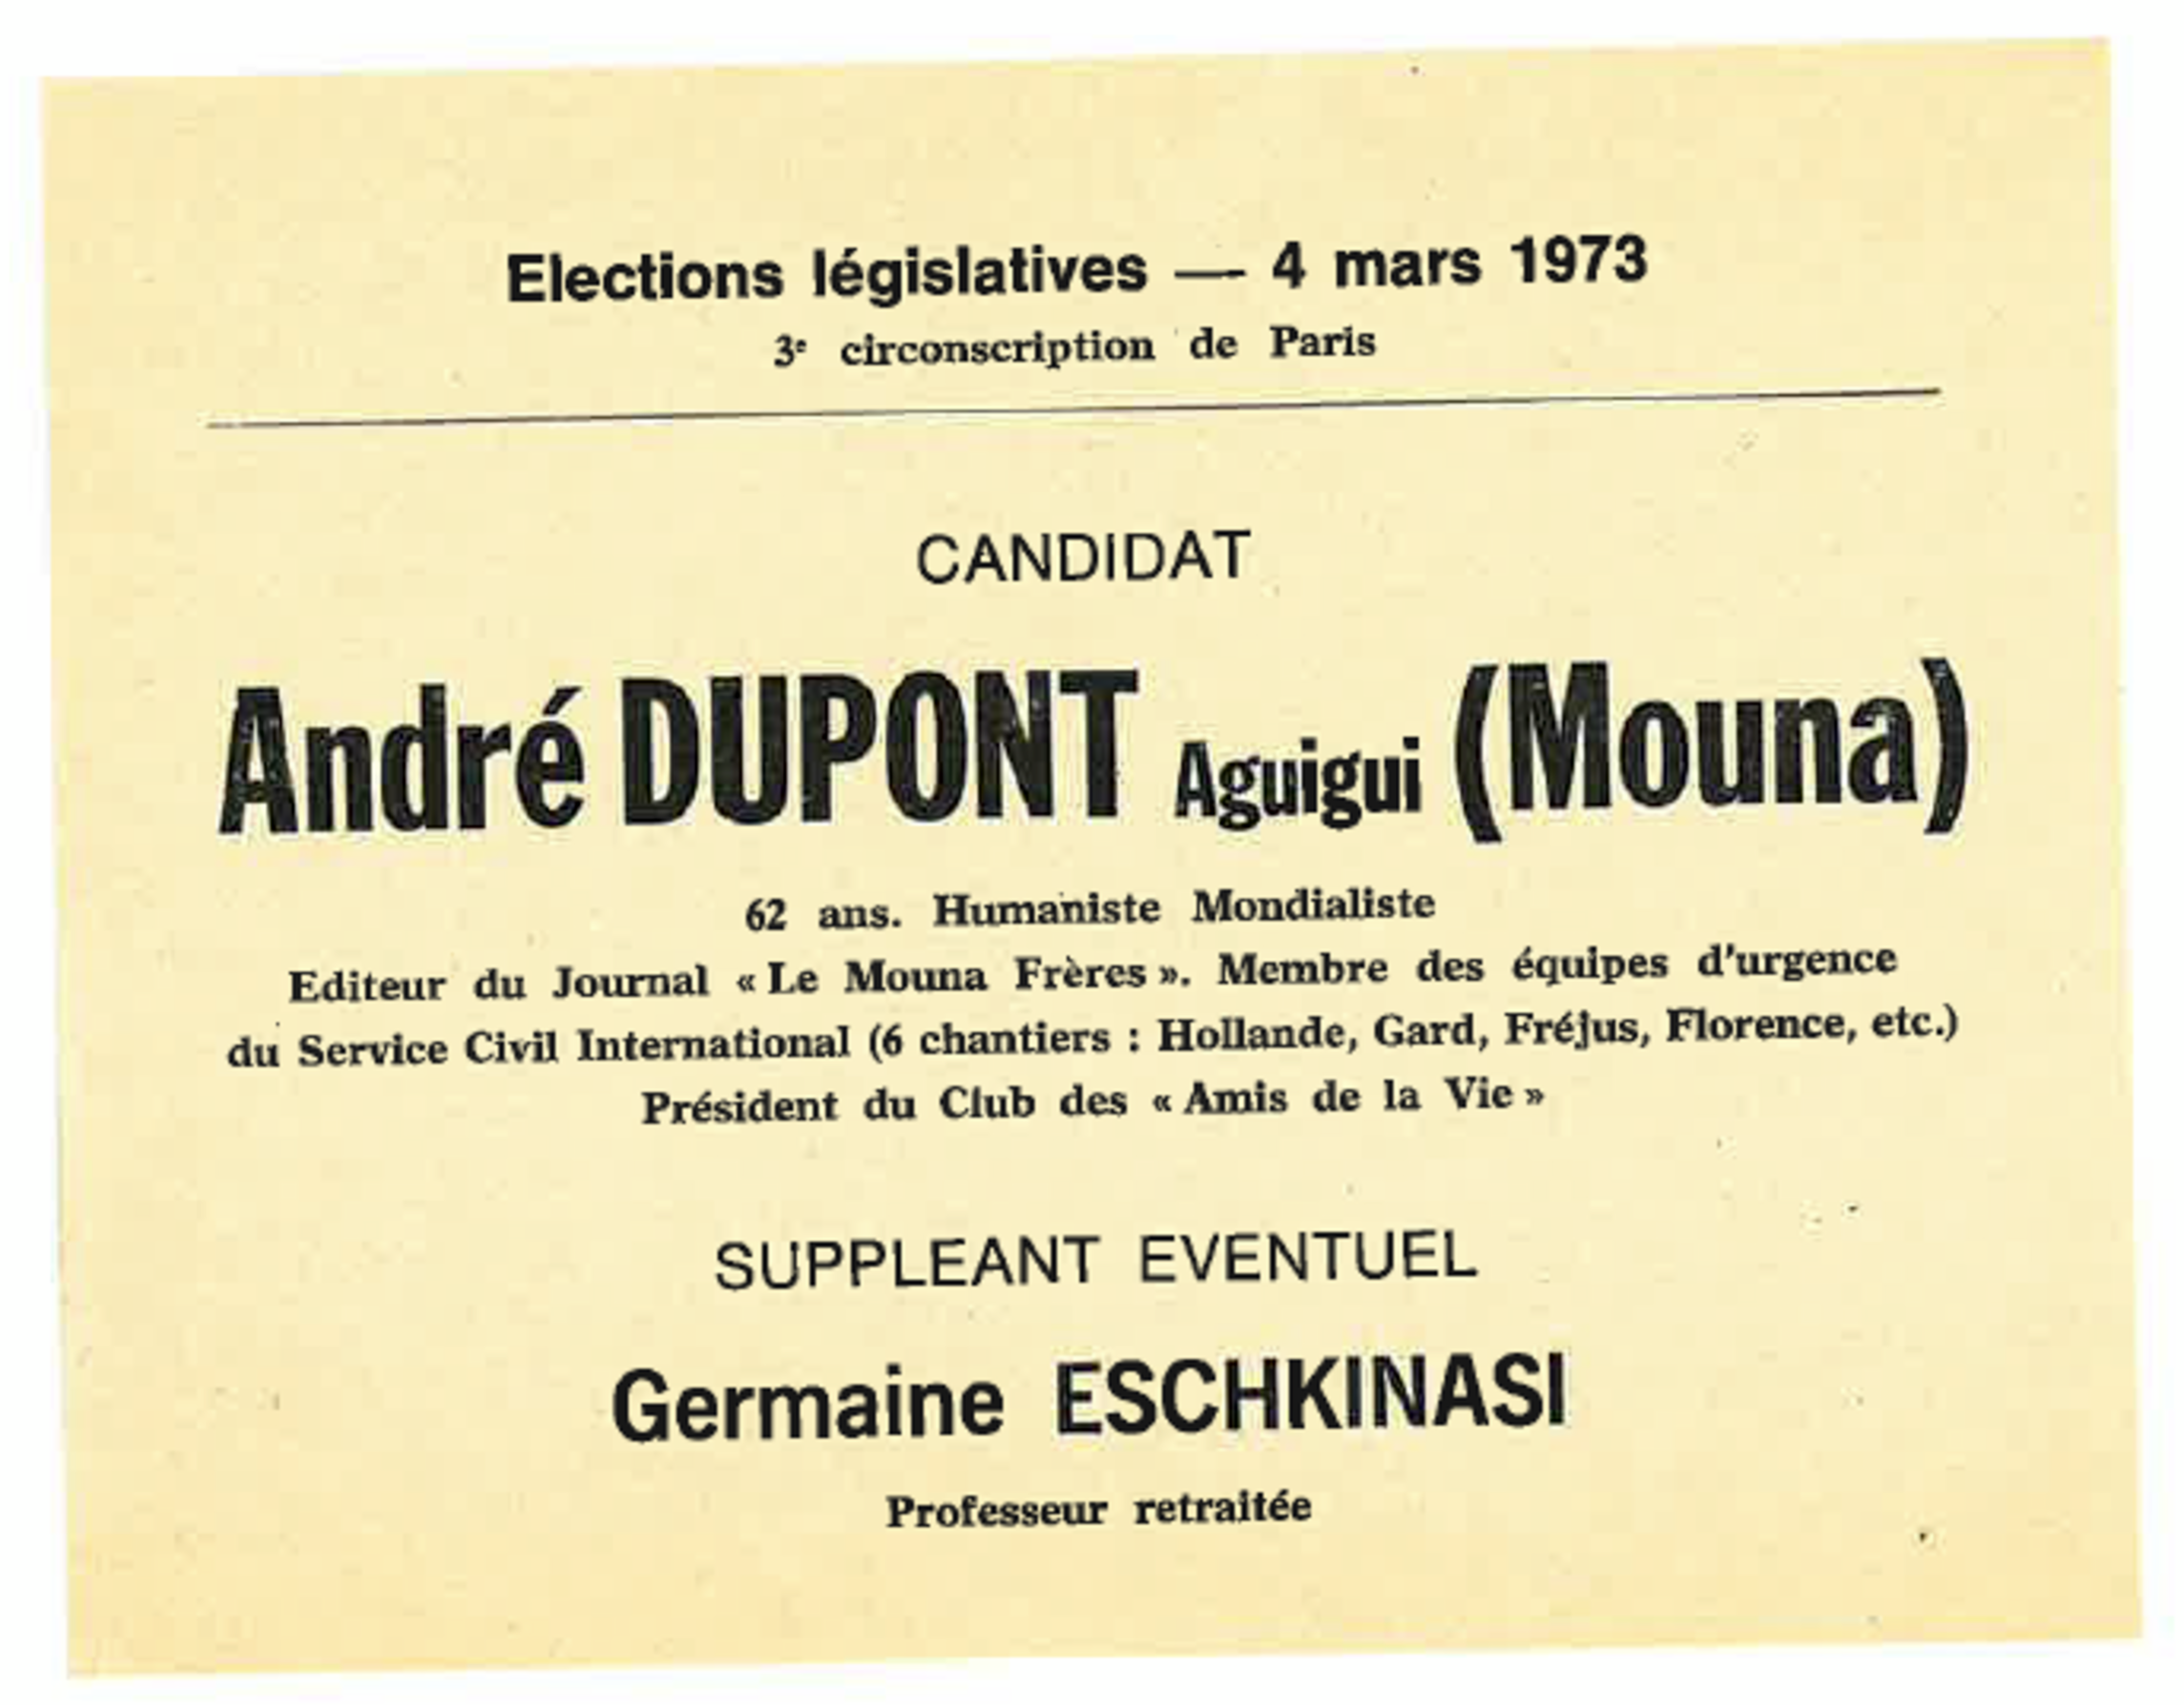 Elections législatives — 4 mars 1973
3e circonscription de Paris
CANDIDAT
André DUPONT Aguigui (Mouna)
62 ans. Humaniste Mondialiste
Editeur du Journal « Le Mouna Frères ». Membre des équipes d'urgence
du Service Civil International (6 chantiers : Hollande, Gard, Fréjus, Florence, etc.)
Président du Club des « Amis de la Vie »
SUPPLEANT EVENTUEL
Germaine ESCHKINASI
Professeur retraitée